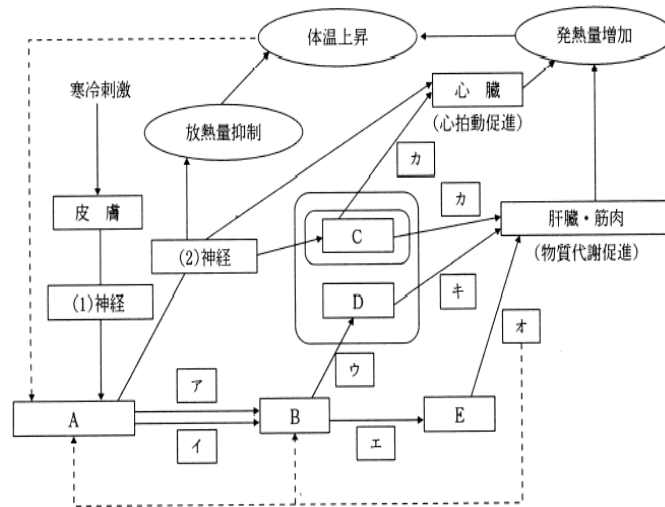 体温上昇
発熱量増加
寒冷刺激
心 臓
(心拍動促進)
放熱量抑制
カ
カ
皮 膚
肝臓・筋肉
(物質代謝促進)
C
(2)神経
(1)神経
D
キ
オ
ウ
ア
A
B
E
イ
エ